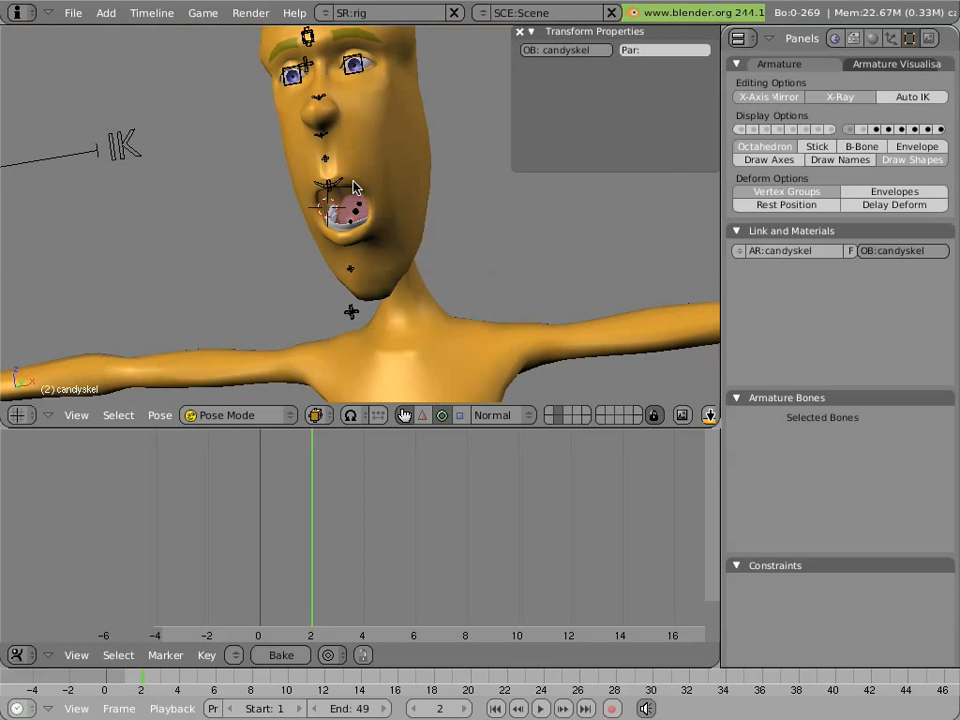 File Add Timeline Game Render Help SR:rig SCE:Scene www.blender.org 244.1 Bo:0-269 | Mem:22.67M (0.33M)
Transform Properties
OB: candyskel Par:
IK
(2) candyskel
View Select Pose Pose Mode Normal
Panels
Armature Armature Visualisa
Editing Options
X-Axis Mirror X-Ray Auto IK
Display Options
Octahedron Stick B-Bone Envelope
Draw Axes Draw Names Draw Shapes
Deform Options
Vertex Groups Envelopes
Rest Position Delay Deform
Link and Materials
AR:candyskel F OB:candyskel
Armature Bones
Selected Bones
Constraints
-6 -4 -2 0 2 4 6 8 10 12 14 16
View Select Marker Key Bake
-4 -2 0 2 4 6 8 10 12 14 16 18 20 22 24 26 28 30 32 34 36 38 40 42 44 46
View Frame Playback Pr Start: 1 End: 49 2